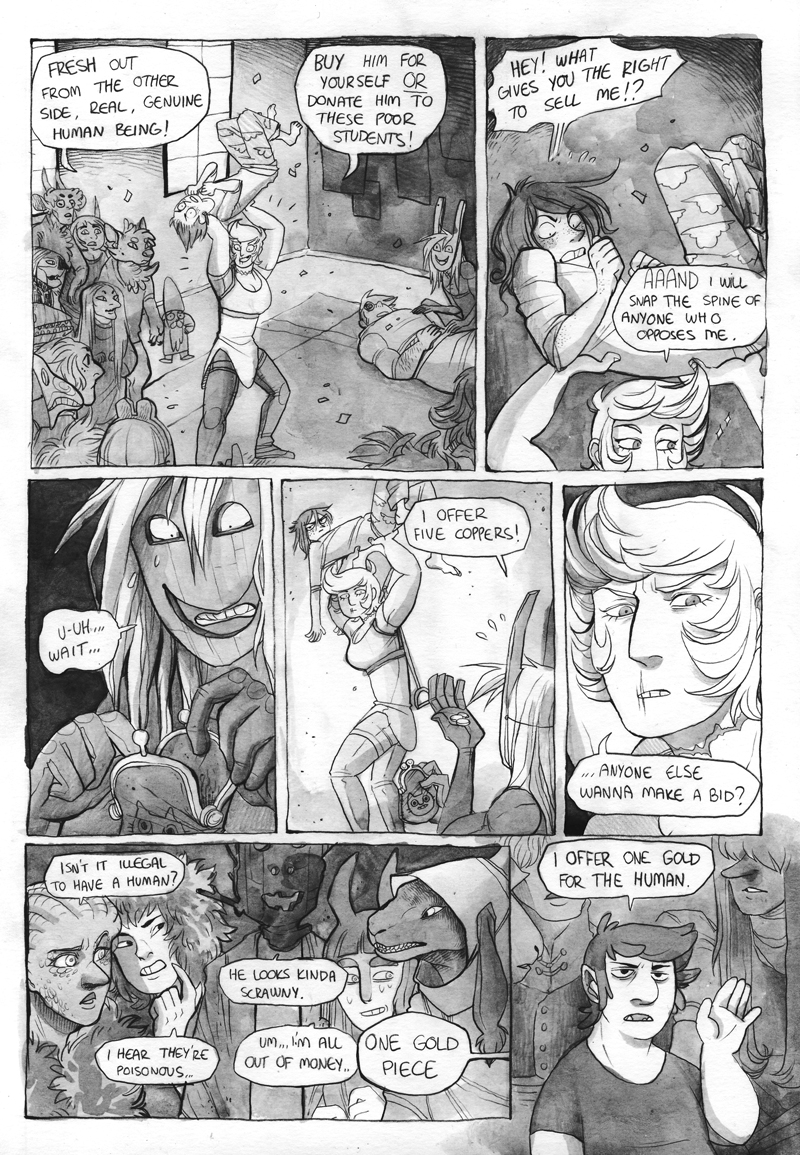 FRESH OUT
FROM THE OTHER
SIDE, REAL, GENUINE
HUMAN BEING!
BUY HIM FOR
YOURSELF OR
DONATE HIM TO
THESE POOR
STUDENTS!
HEY! WHAT
GIVES YOU THE RIGHT
TO SELL ME!?
AAAND I WILL
SNAP THE SPINE OF
ANYONE WHO
OPPOSES ME.
U-UH....
WAIT...
I OFFER
FIVE COPPERS!
...ANYONE ELSE
WANNA MAKE A BID?
ISN'T IT ILLEGAL
TO HAVE A HUMAN?
I HEAR THEY'RE
POISONOUS...
HE LOOKS KINDA
SCRAWNY.
UM... I'M ALL
OUT OF MONEY..
ONE GOLD
PIECE
I OFFER ONE GOLD
FOR THE HUMAN.